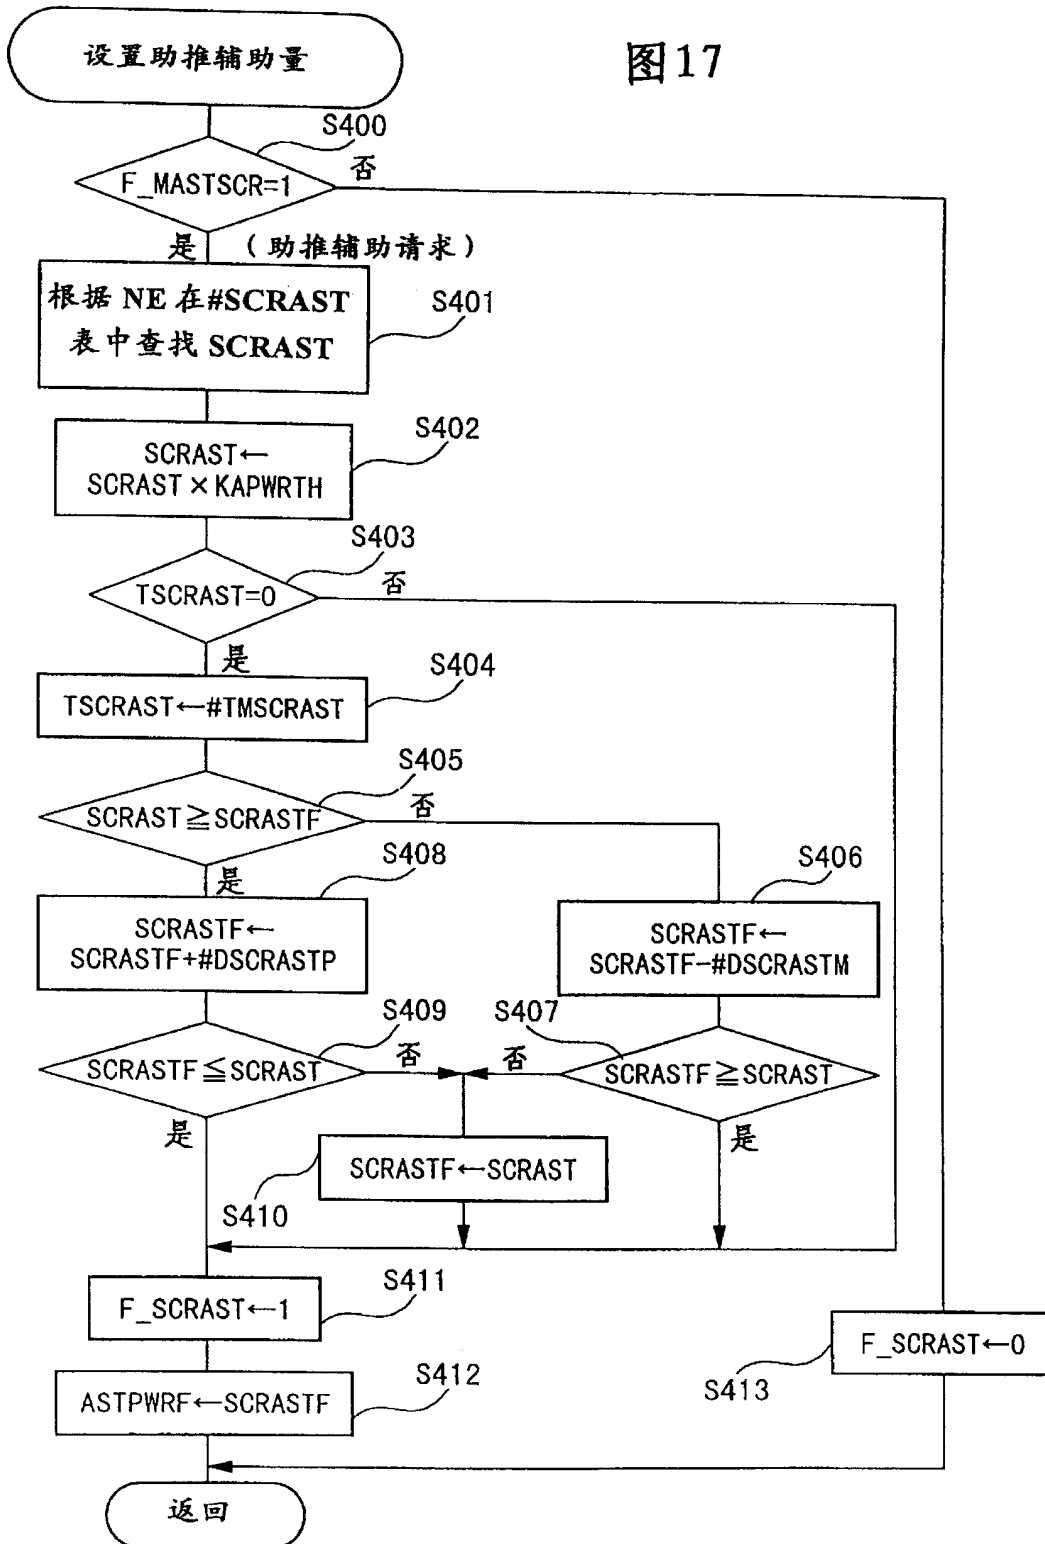 设置助推辅助量
图17
S400
F_MASTSCR=1
否
是
(助推辅助请求)
根据 NE 在#SCRAST
表中查找 SCRAST
S401
S402
SCRAST←
SCRAST×KAPWRTH
S403
TSCRAST=0
否
是
S404
TSCRAST←#TMSCRAST
S405
SCRAST≧SCRASTF
否
是
S408
SCRASTF←
SCRASTF+#DSCRASTP
S406
SCRASTF←
SCRASTF-#DSCRASTM
S409
SCRASTF≦SCRAST
否
是
S407
否
SCRASTF≧SCRAST
是
SCRASTF←SCRAST
S410
S411
F_SCRAST←1
F_SCRAST←0
S413
S412
ASTPWRF←SCRASTF
返回